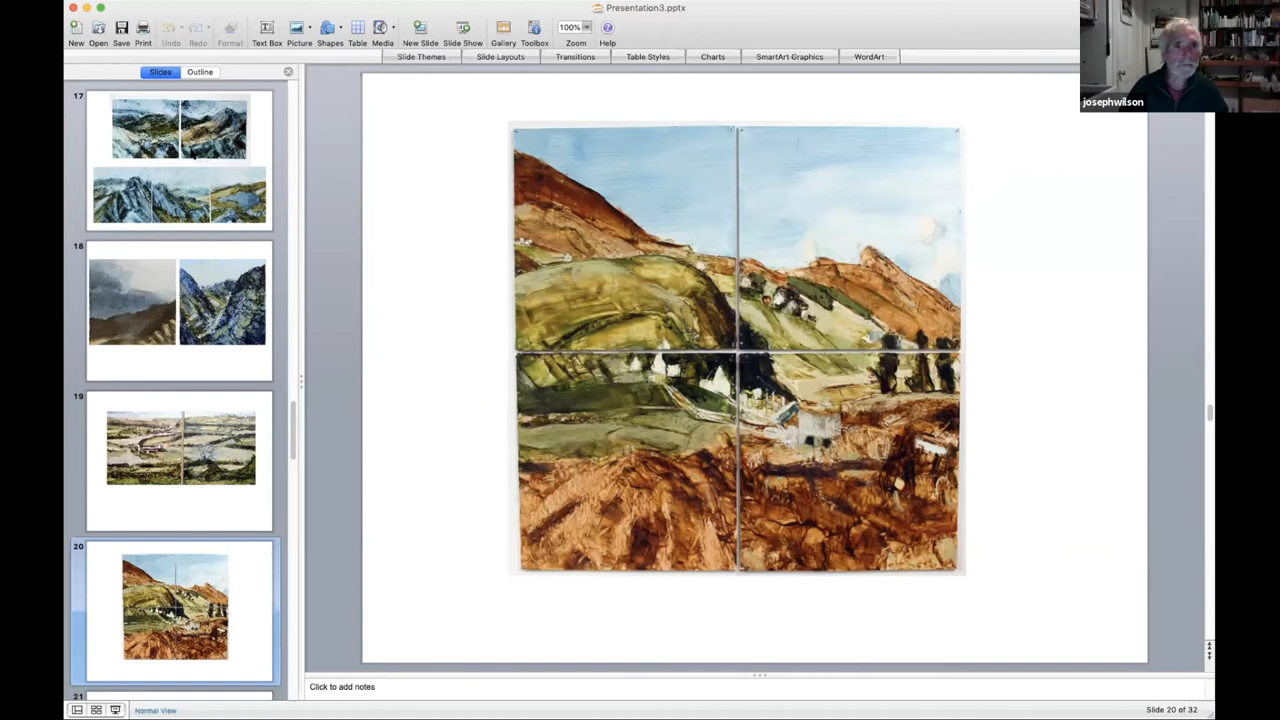 Presentation3.pptx
New Open Save Print Undo Redo Format Text Box Picture Shapes Table Media New Slide Slide Show Gallery Toolbox 100% Zoom Help
Slide Themes Slide Layouts Transitions Table Styles Charts SmartArt Graphics WordArt
Slides Outline
17
18
19
20
21
josephwilson
Click to add notes
Normal View
Slide 20 of 32